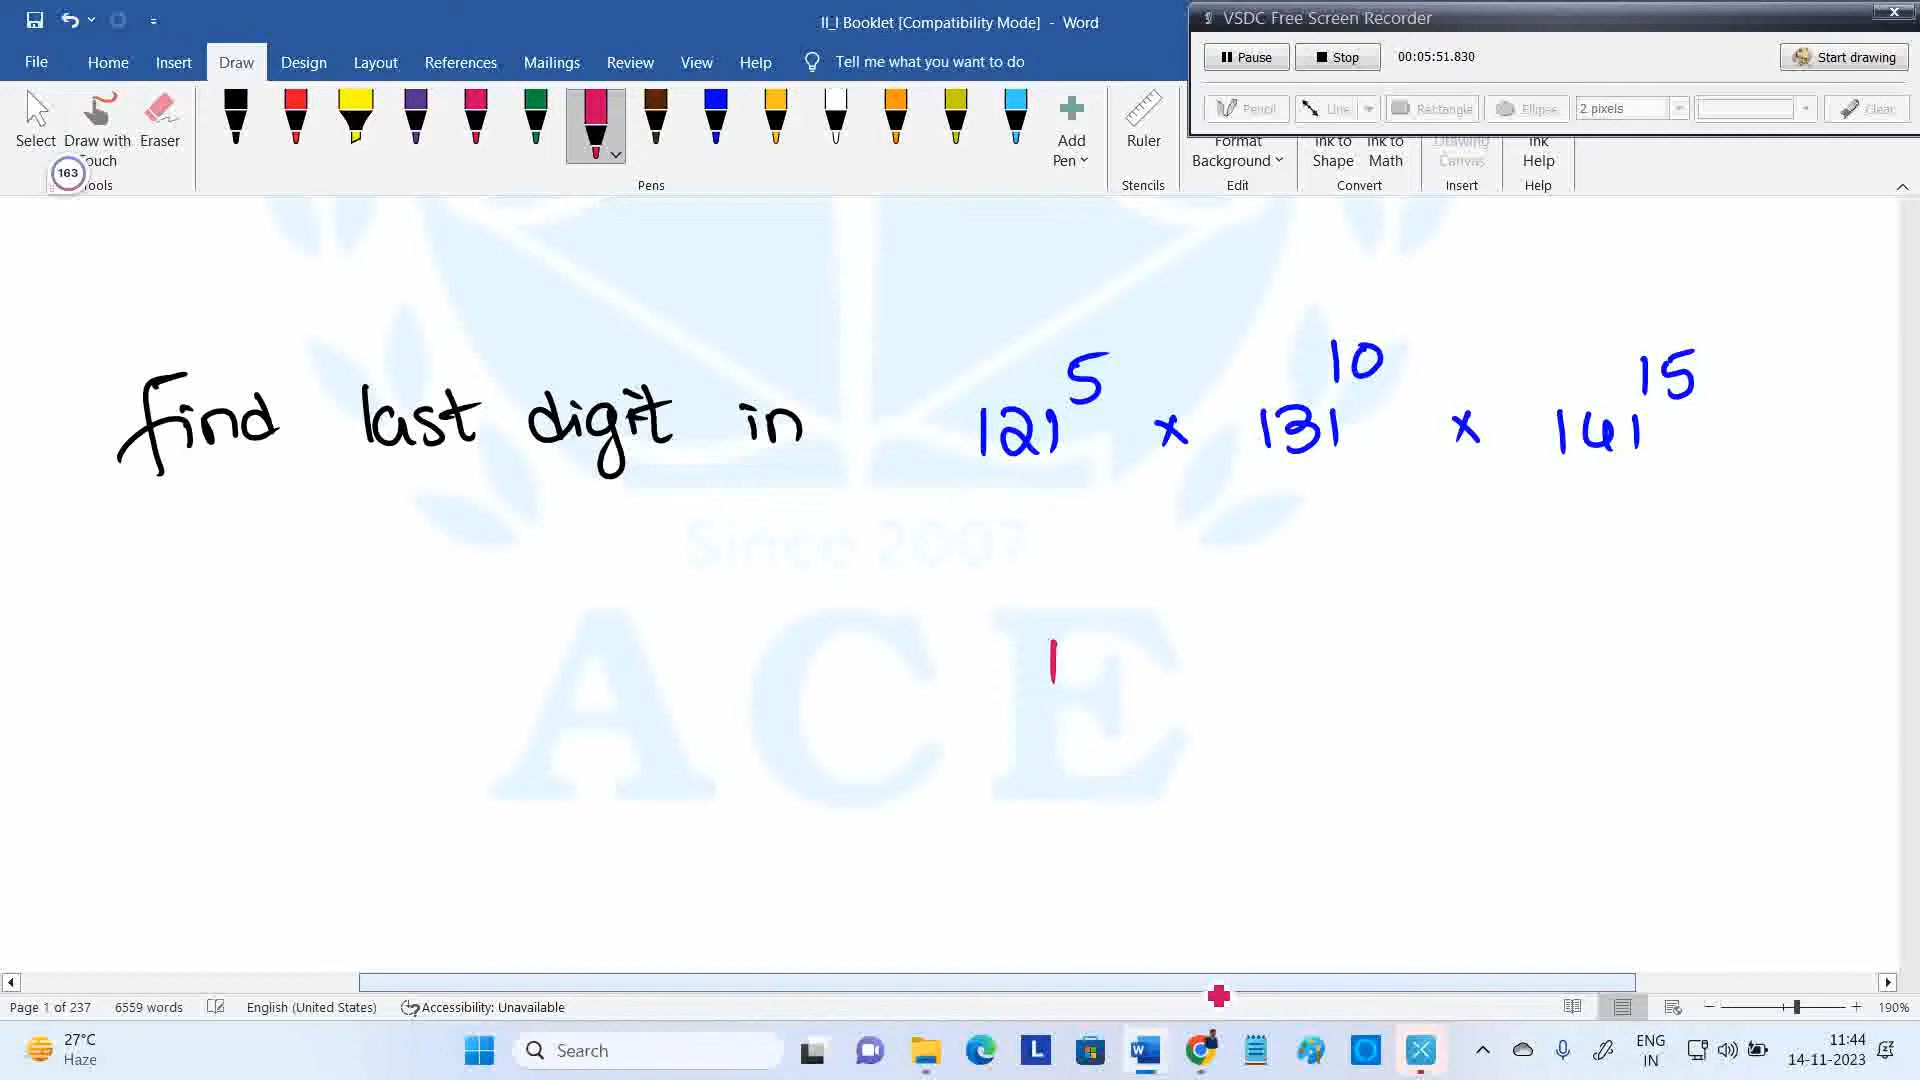 II_I Booklet [Compatibility Mode] - Word
VSDC Free Screen Recorder
File Home Insert Draw Design Layout References Mailings Review View Help Tell me what you want to do
Pause Stop 00:05:51.830 Start drawing
Pencil Line Rectangle Ellipse 2 pixels Clear
Select Draw with Touch Eraser
163
Add Pen
Ruler
Format Background
Ink to Shape
Ink to Math
Drawing Canvas
Ink Help
Tools Pens Stencils Edit Convert Insert Help
Find last digit in 121^5 × 131^10 × 141^15
Since 2007
ACE
1
Page 1 of 237 6559 words English (United States) Accessibility: Unavailable 190%
27°C
Haze
Search
ENG
IN
11:44
14-11-2023